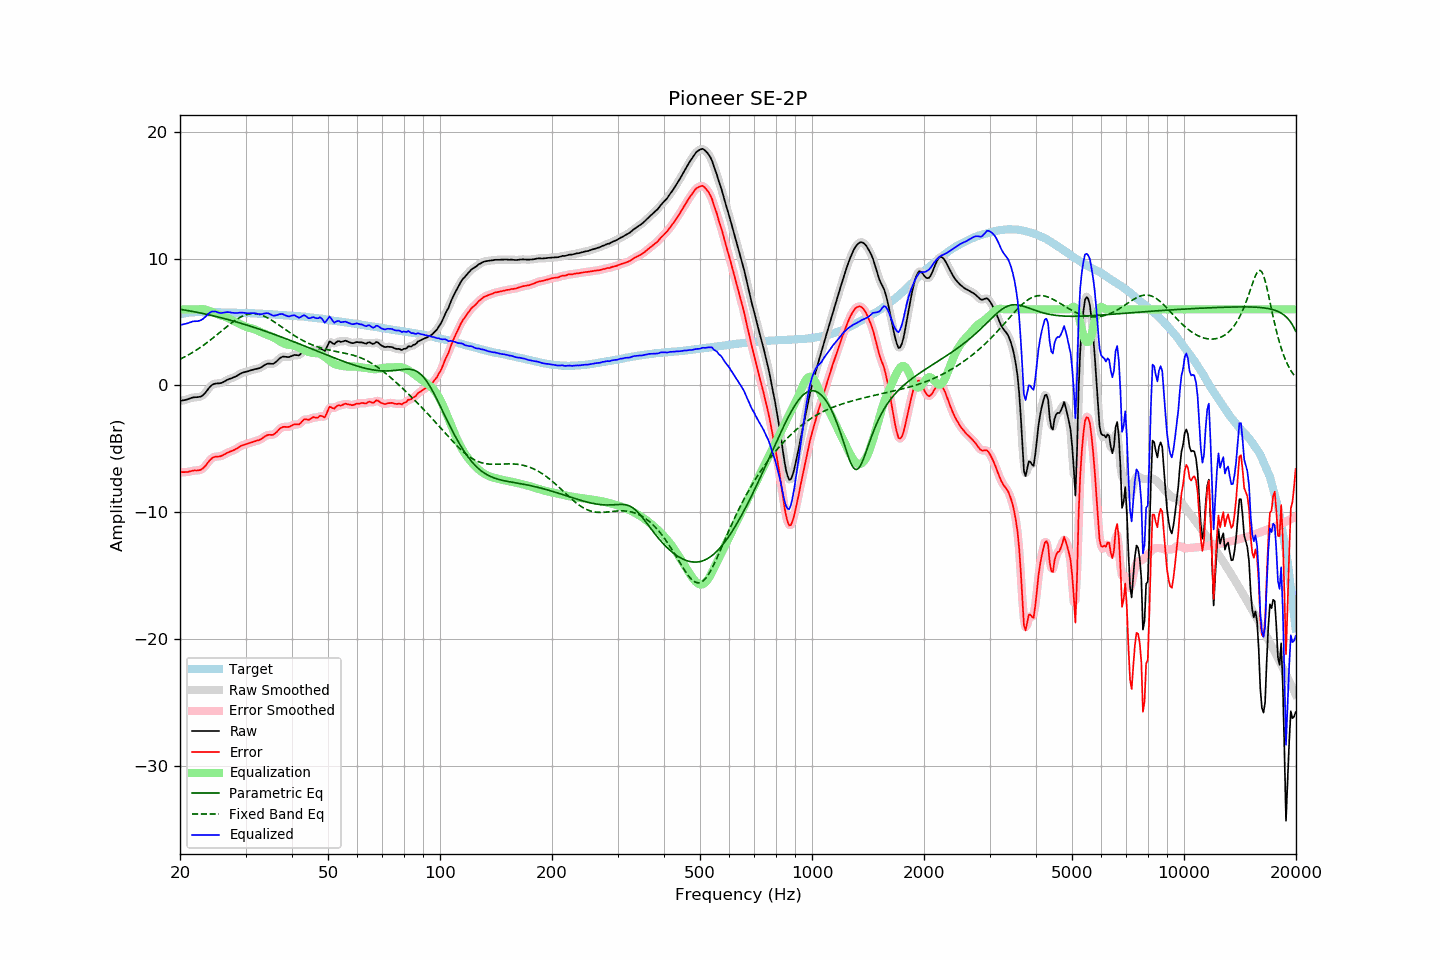 Pioneer SE-2P
Amplitude (dBr)
20
10
0
−10
−20
−30
Target
Raw Smoothed
Error Smoothed
Raw
Error
Equalization
Parametric Eq
Fixed Band Eq
Equalized
20
50
100
200
500
1000
2000
5000
10000
20000
Frequency (Hz)